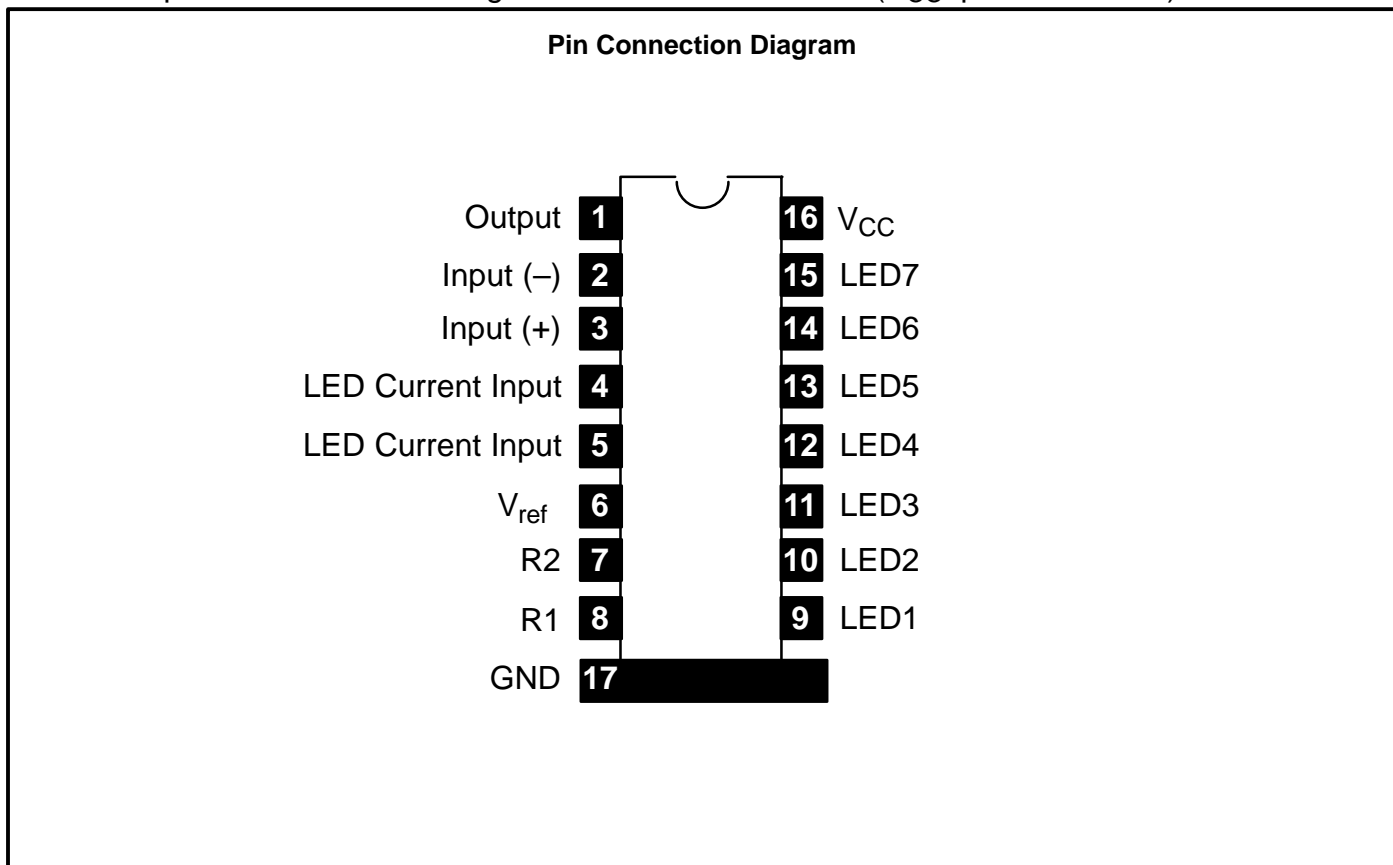 Pin Connection Diagram
Output 1
16 VCC
Input (–) 2
15 LED7
Input (+) 3
14 LED6
LED Current Input 4
13 LED5
LED Current Input 5
12 LED4
Vref 6
11 LED3
R2 7
10 LED2
R1 8
9 LED1
GND 17